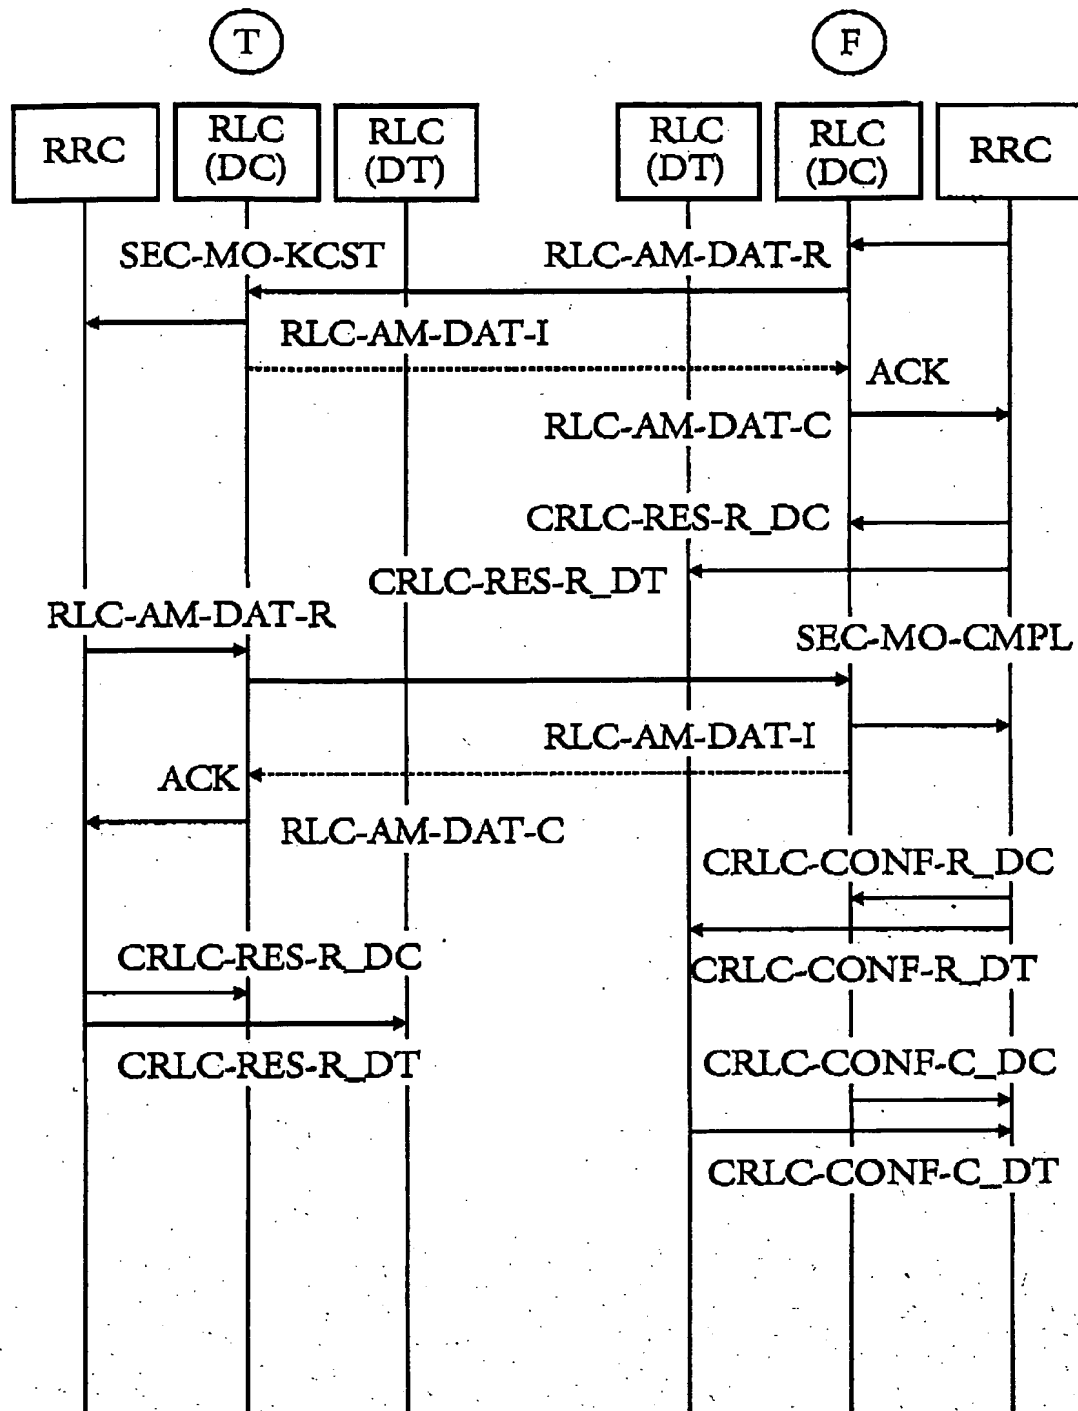 T
F
RRC
RLC
(DC)
RLC
(DT)
RLC
(DT)
RLC
(DC)
RRC
SEC-MO-KCST
RLC-AM-DAT-R
RLC-AM-DAT-I
ACK
RLC-AM-DAT-C
CRLC-RES-R_DC
CRLC-RES-R_DT
RLC-AM-DAT-R
SEC-MO-CMPL
RLC-AM-DAT-I
ACK
RLC-AM-DAT-C
CRLC-CONF-R_DC
CRLC-RES-R_DC
CRLC-CONF-R_DT
CRLC-RES-R_DT
CRLC-CONF-C_DC
CRLC-CONF-C_DT